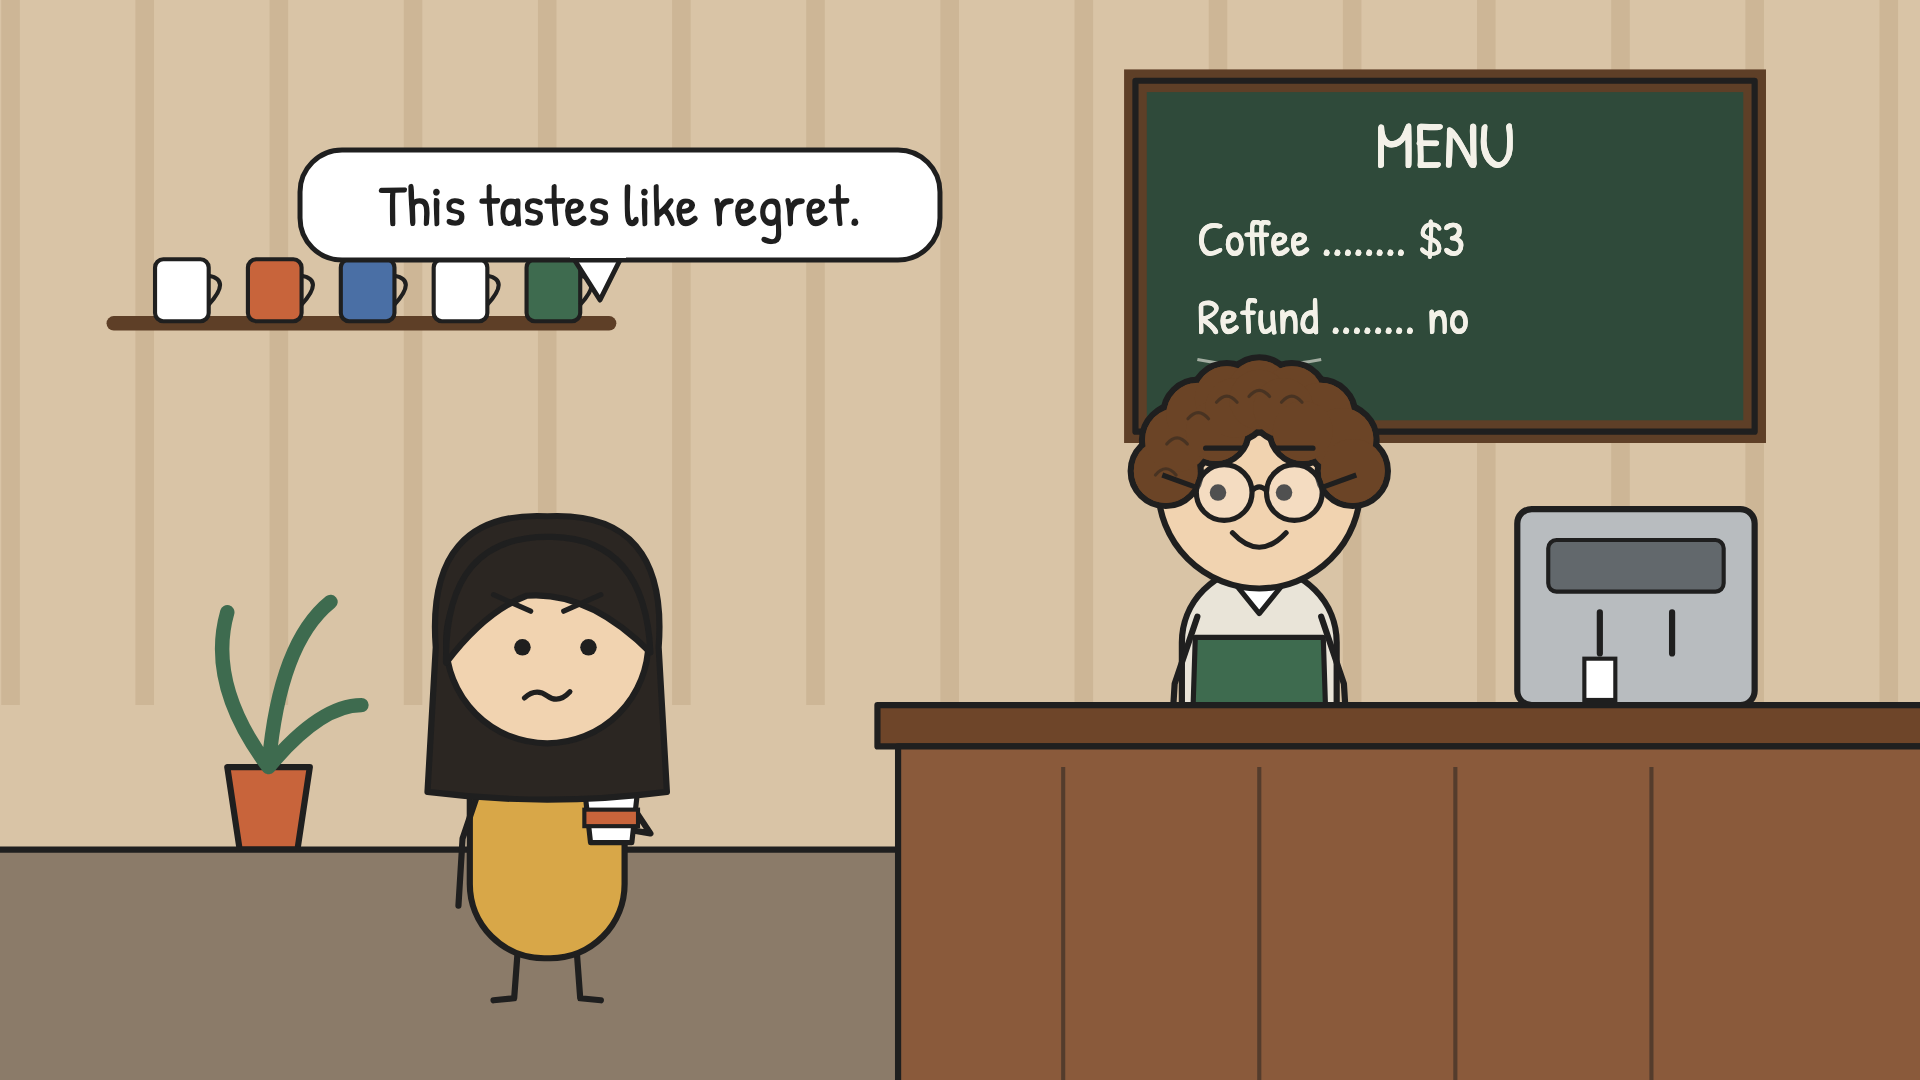 This tastes like regret.
MENU
Coffee ........ $3
Refund ........ no